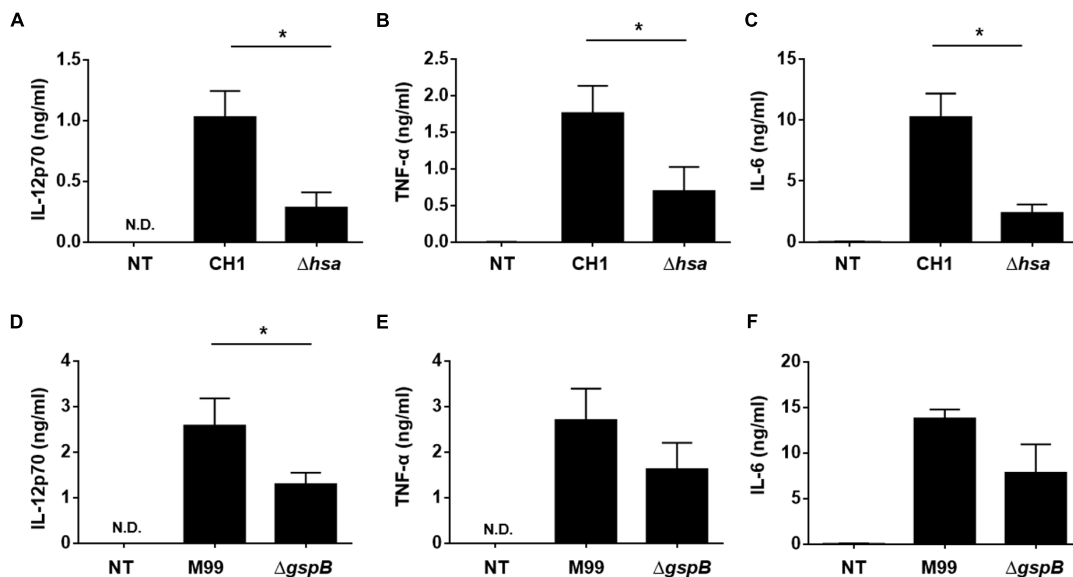 A
*
IL-12p70 (ng/ml)
1.5
1.0
0.5
0.0
N.D.
NT CH1 Δhsa
B
*
TNF-α (ng/ml)
2.5
2.0
1.5
1.0
0.5
0.0
NT CH1 Δhsa
C
*
IL-6 (ng/ml)
15
10
5
0
NT CH1 Δhsa
D
*
IL-12p70 (ng/ml)
4
3
2
1
0
N.D.
NT M99 ΔgspB
E
TNF-α (ng/ml)
4
3
2
1
0
N.D.
NT M99 ΔgspB
F
IL-6 (ng/ml)
20
15
10
5
0
NT M99 ΔgspB